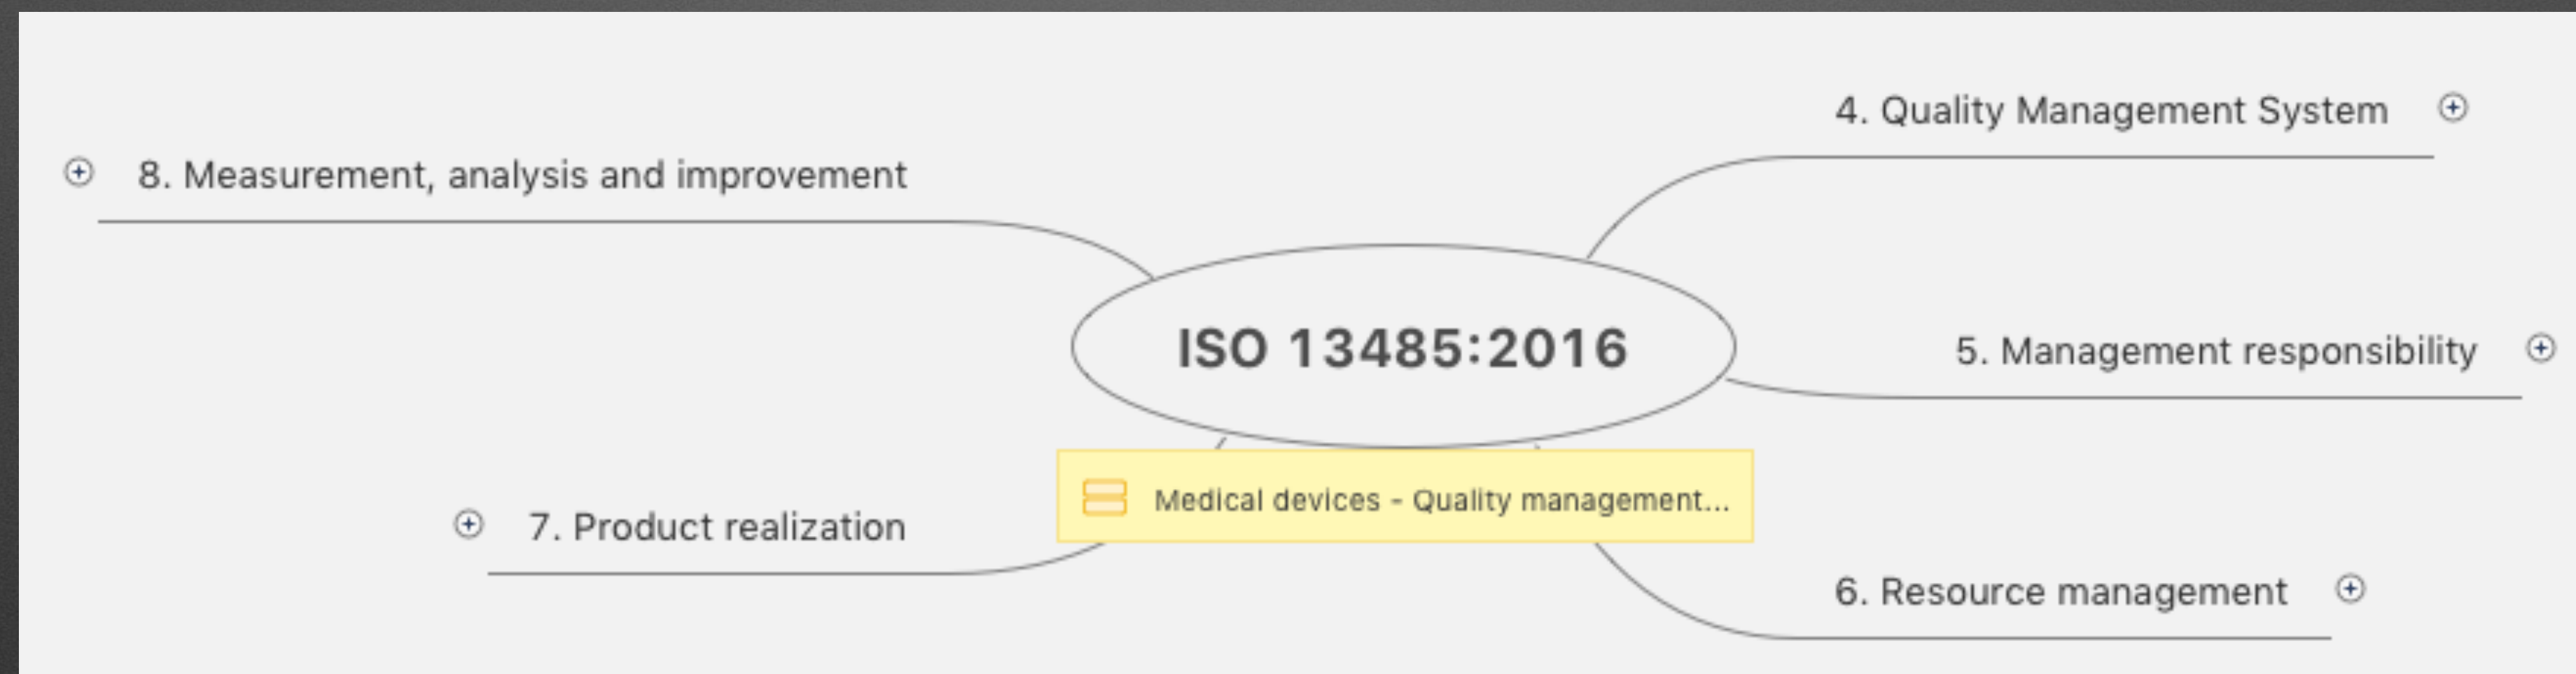 4. Quality Management System
8. Measurement, analysis and improvement
ISO 13485:2016
5. Management responsibility
Medical devices - Quality management...
7. Product realization
6. Resource management